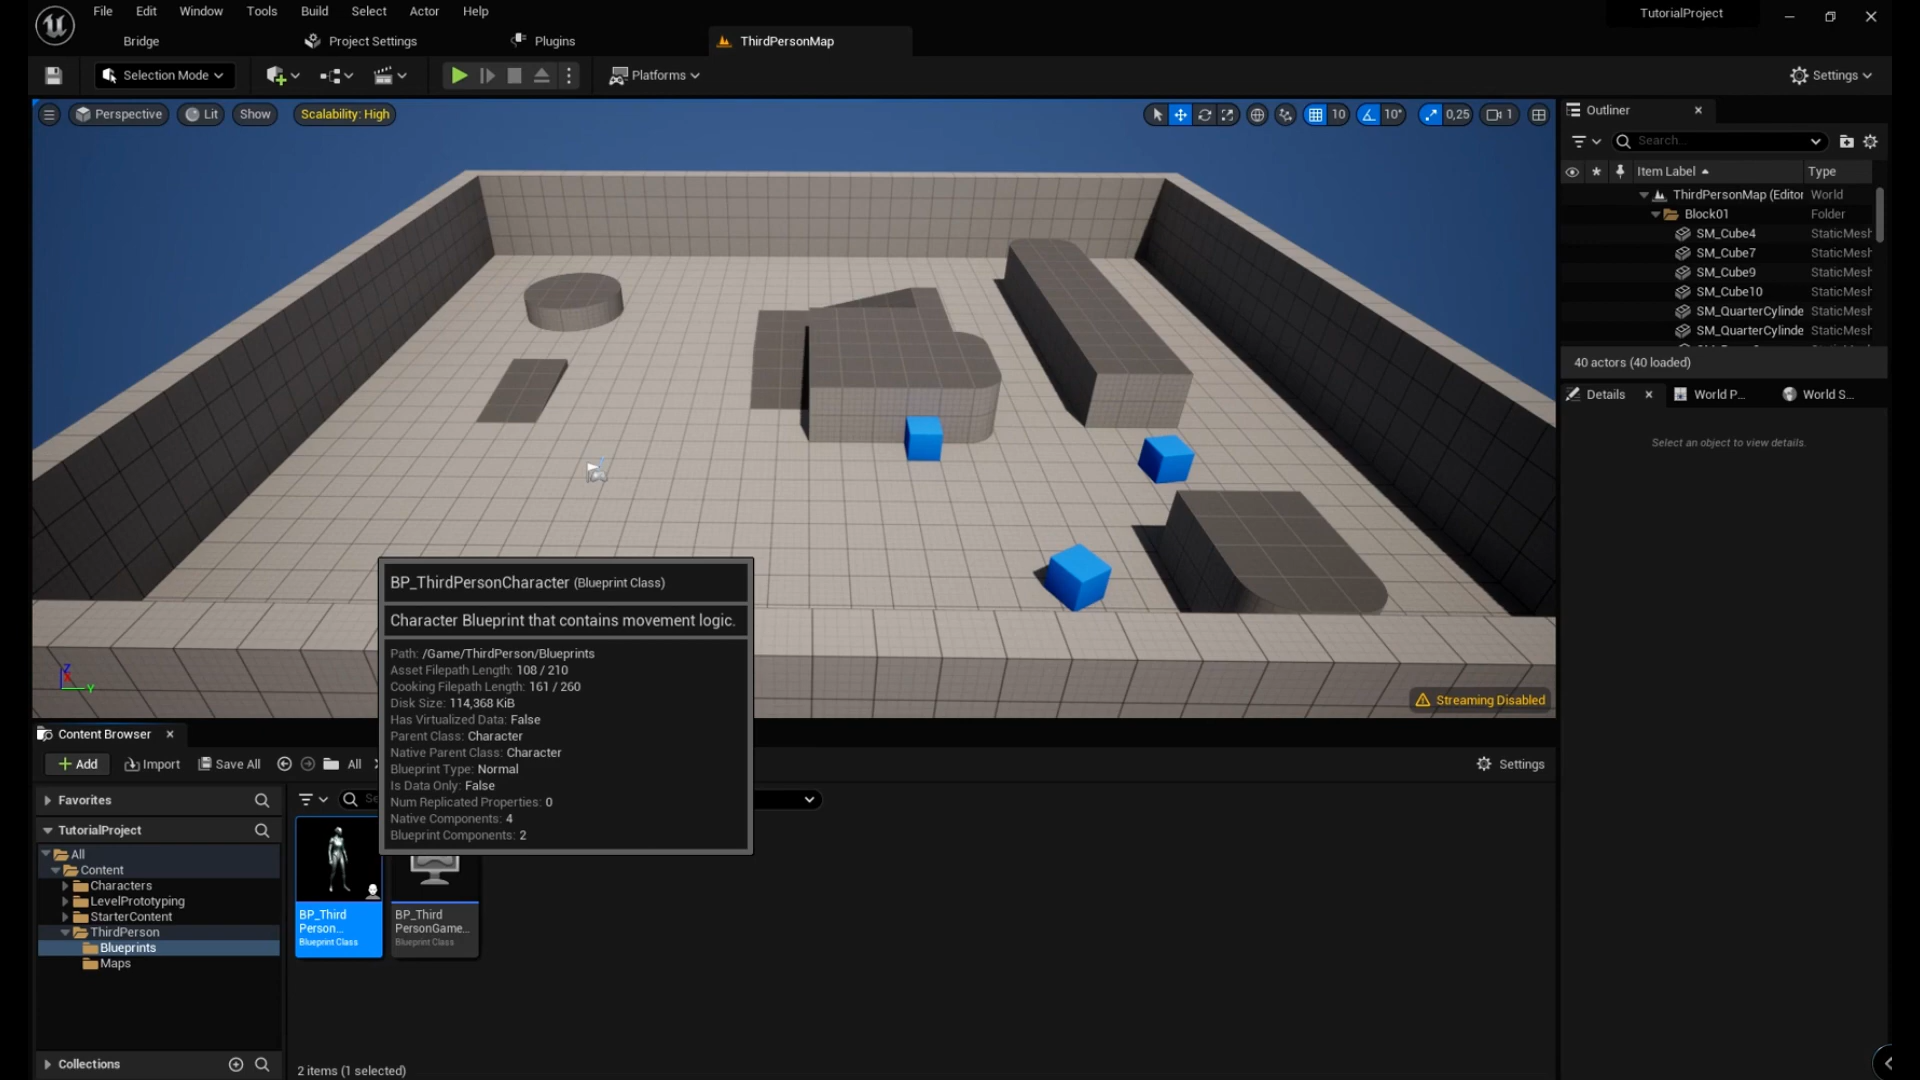 File Edit Window Tools Build Select Actor Help
TutorialProject
Bridge Project Settings Plugins ThirdPersonMap
Selection Mode Platforms Settings
Perspective Lit Show Scalability: High 10 10° 0,25 1
Outliner
Search...
Item Label Type
ThirdPersonMap (Editor World
Block01 Folder
SM_Cube4 StaticMesh
SM_Cube7 StaticMesh
SM_Cube9 StaticMesh
SM_Cube10 StaticMesh
SM_QuarterCylinde StaticMesh
SM_QuarterCylinde StaticMesh
40 actors (40 loaded)
Details World P... World S...
Select an object to view details.
Z
Y
Streaming Disabled
BP_ThirdPersonCharacter (Blueprint Class)
Character Blueprint that contains movement logic.
Path: /Game/ThirdPerson/Blueprints
Asset Filepath Length: 108 / 210
Cooking Filepath Length: 161 / 260
Disk Size: 114,368 KiB
Has Virtualized Data: False
Parent Class: Character
Native Parent Class: Character
Blueprint Type: Normal
Is Data Only: False
Num Replicated Properties: 0
Native Components: 4
Blueprint Components: 2
Content Browser
Add Import Save All All Settings
Favorites
TutorialProject
All
Content
Characters
LevelPrototyping
StarterContent
ThirdPerson
Blueprints
Maps
Collections
BP_Third
Person...
Blueprint Class
BP_Third
PersonGame...
Blueprint Class
2 items (1 selected)